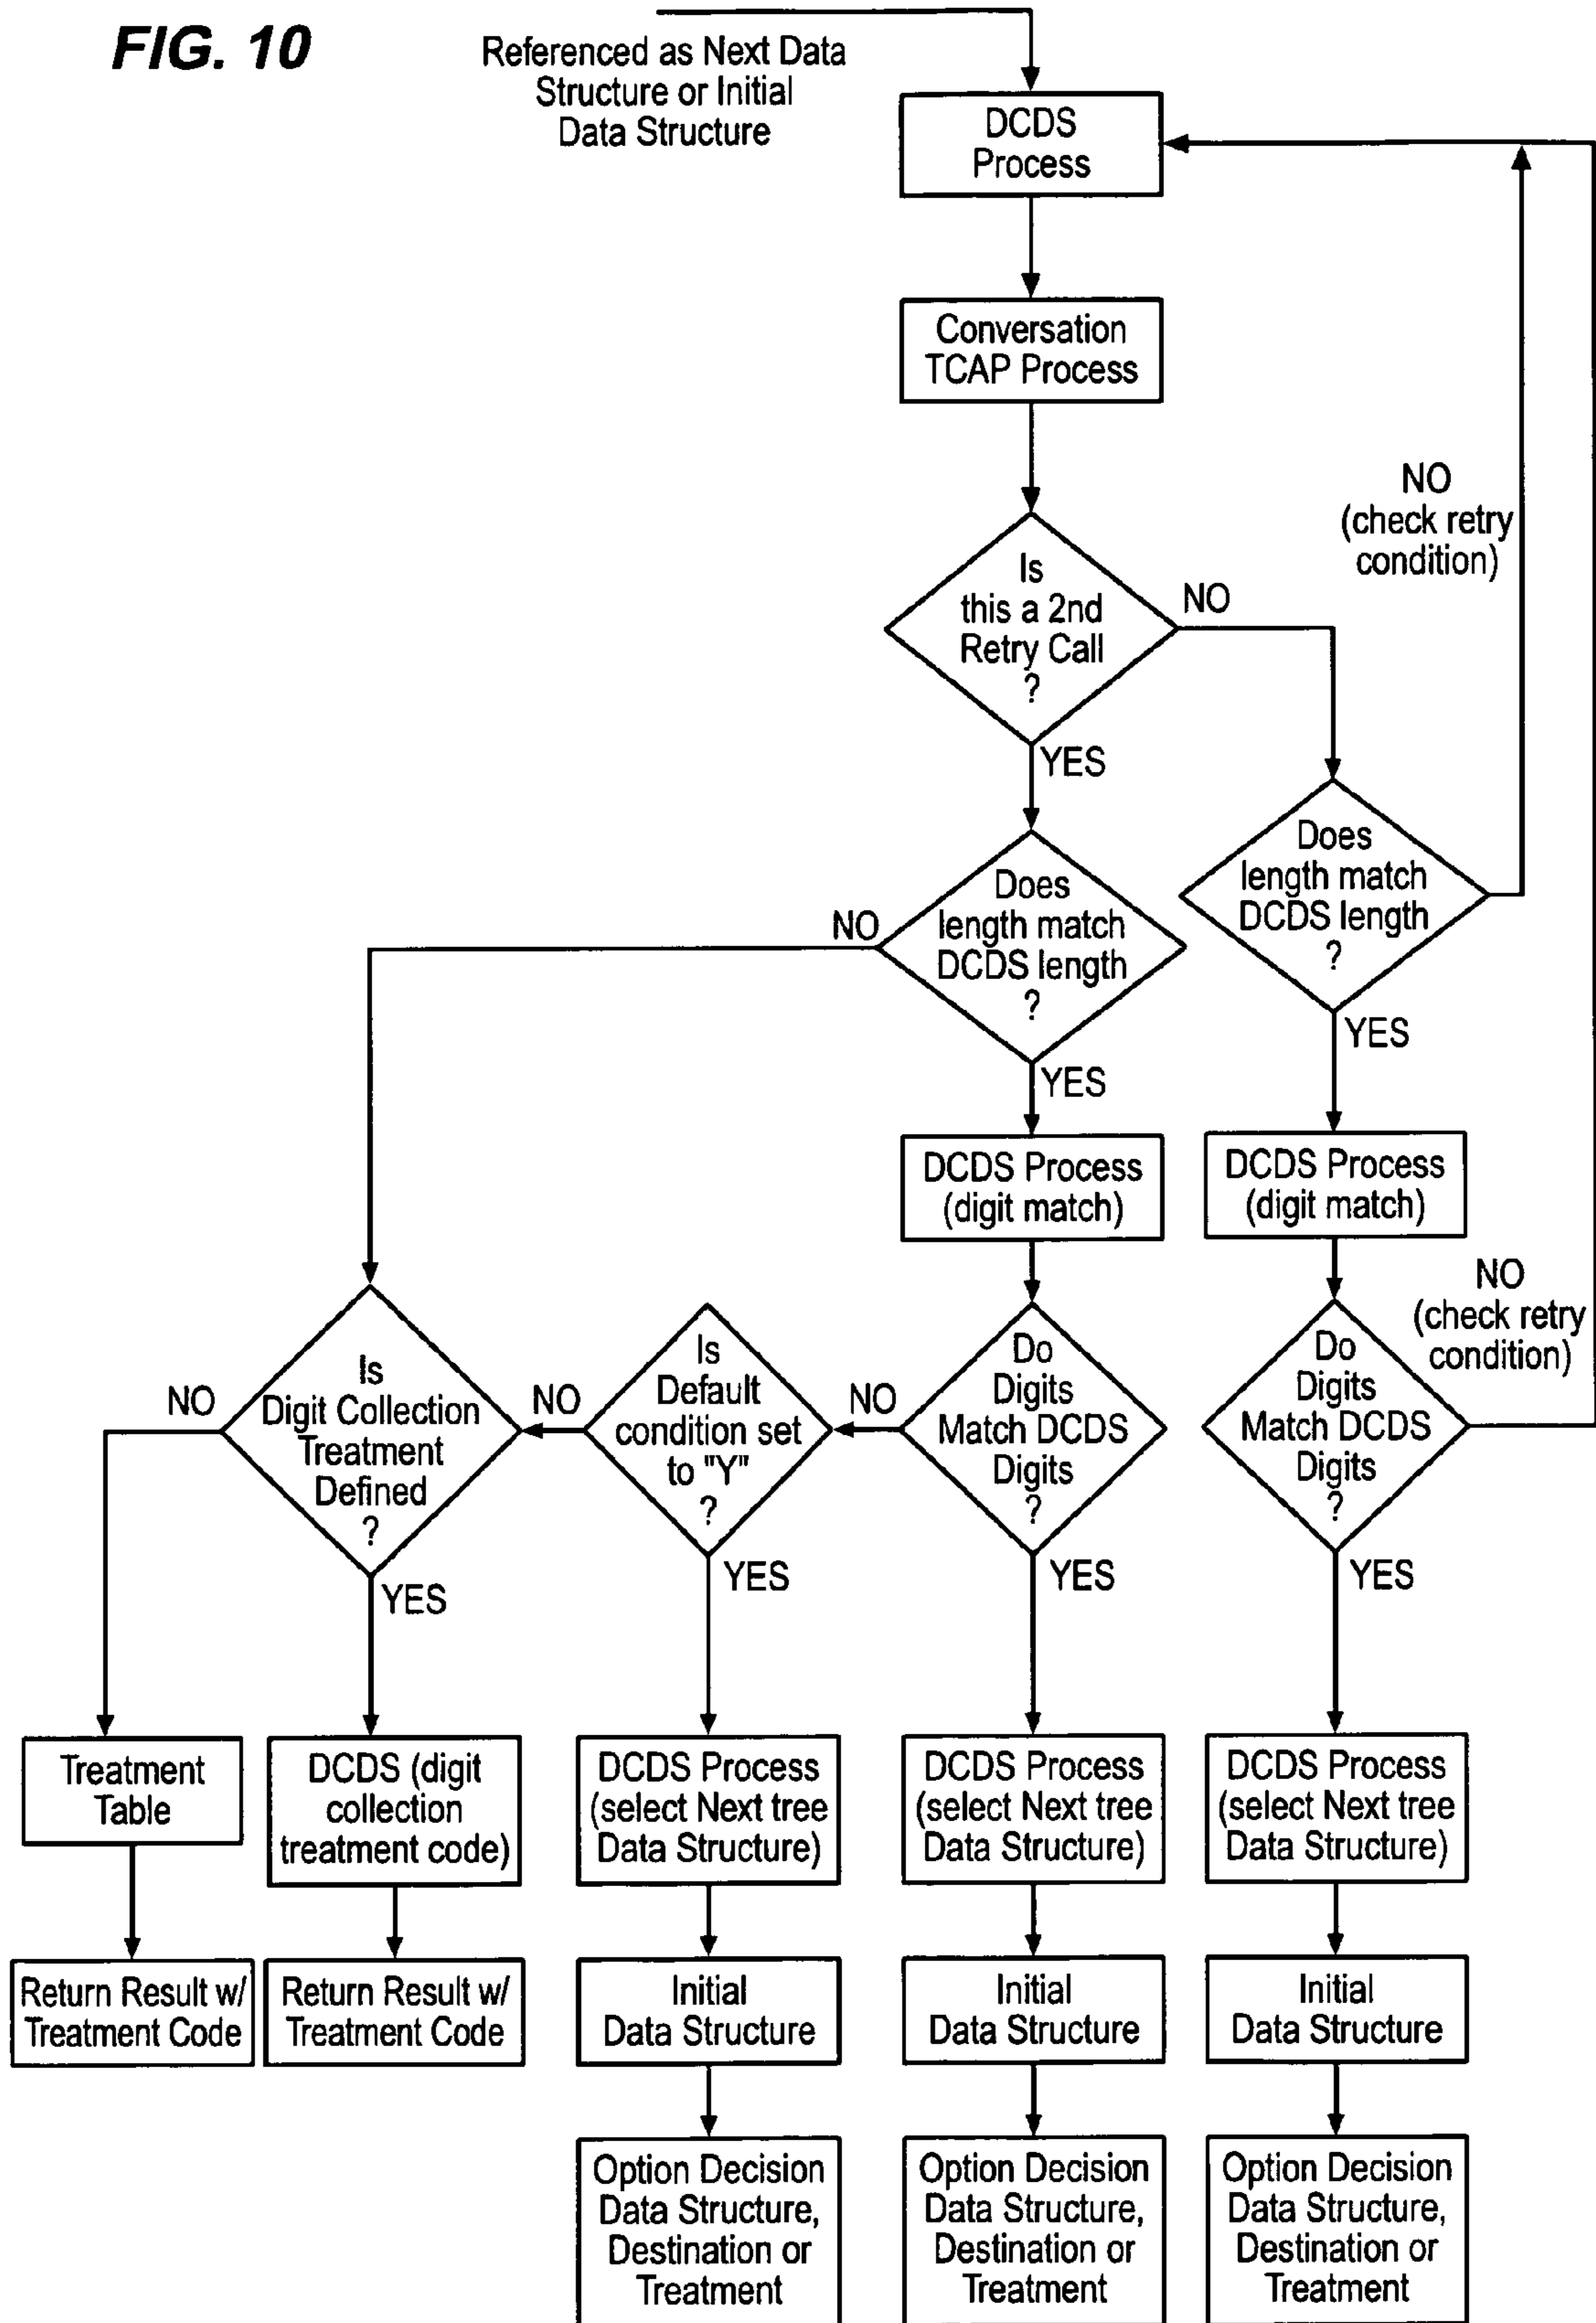 FIG. 10
Referenced as Next Data
Structure or Initial
Data Structure
DCDS
Process
Conversation
TCAP Process
NO
(check retry
condition)
Is
this a 2nd
Retry Call
?
NO
YES
Does
length match
DCDS length
?
Does
length match
DCDS length
?
NO
YES
YES
DCDS Process
(digit match)
DCDS Process
(digit match)
NO
(check retry
condition)
Is
Digit Collection
Treatment
Defined
?
NO
NO
Is
Default
condition set
to "Y"
?
NO
Do
Digits
Match DCDS
Digits
?
Do
Digits
Match DCDS
Digits
?
YES
YES
YES
YES
Treatment
Table
DCDS (digit
collection
treatment code)
DCDS Process
(select Next tree
Data Structure)
DCDS Process
(select Next tree
Data Structure)
DCDS Process
(select Next tree
Data Structure)
Return Result w/
Treatment Code
Return Result w/
Treatment Code
Initial
Data Structure
Initial
Data Structure
Initial
Data Structure
Option Decision
Data Structure,
Destination or
Treatment
Option Decision
Data Structure,
Destination or
Treatment
Option Decision
Data Structure,
Destination or
Treatment